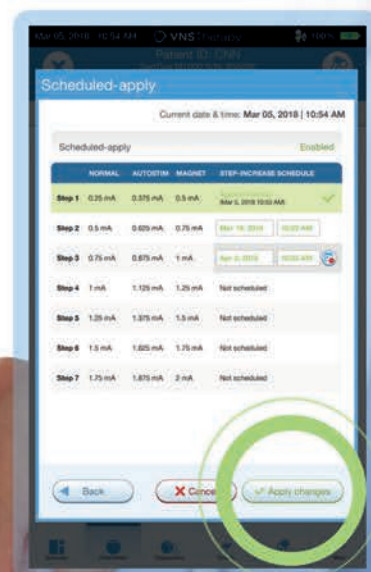 Mar 05, 2018 10:54 AM VNS Therapy 100%
Patient ID: CNN
Scheduled-apply
Current date & time: Mar 05, 2018 | 10:54 AM
Scheduled-apply Enabled
NORMAL AUTOSTIM MAGNET STEP-INCREASE SCHEDULE
Step 1 0.25 mA 0.375 mA 0.5 mA
Mar 5, 2018 10:53 AM
Step 2 0.5 mA 0.625 mA 0.75 mA Mar 19, 2018 10:53 AM
Step 3 0.75 mA 0.875 mA 1 mA Apr 2, 2018 10:53 AM
Step 4 1 mA 1.125 mA 1.25 mA Not scheduled
Step 5 1.25 mA 1.375 mA 1.5 mA Not scheduled
Step 6 1.5 mA 1.625 mA 1.75 mA Not scheduled
Step 7 1.75 mA 1.875 mA 2 mA Not scheduled
Back Cance Apply changes